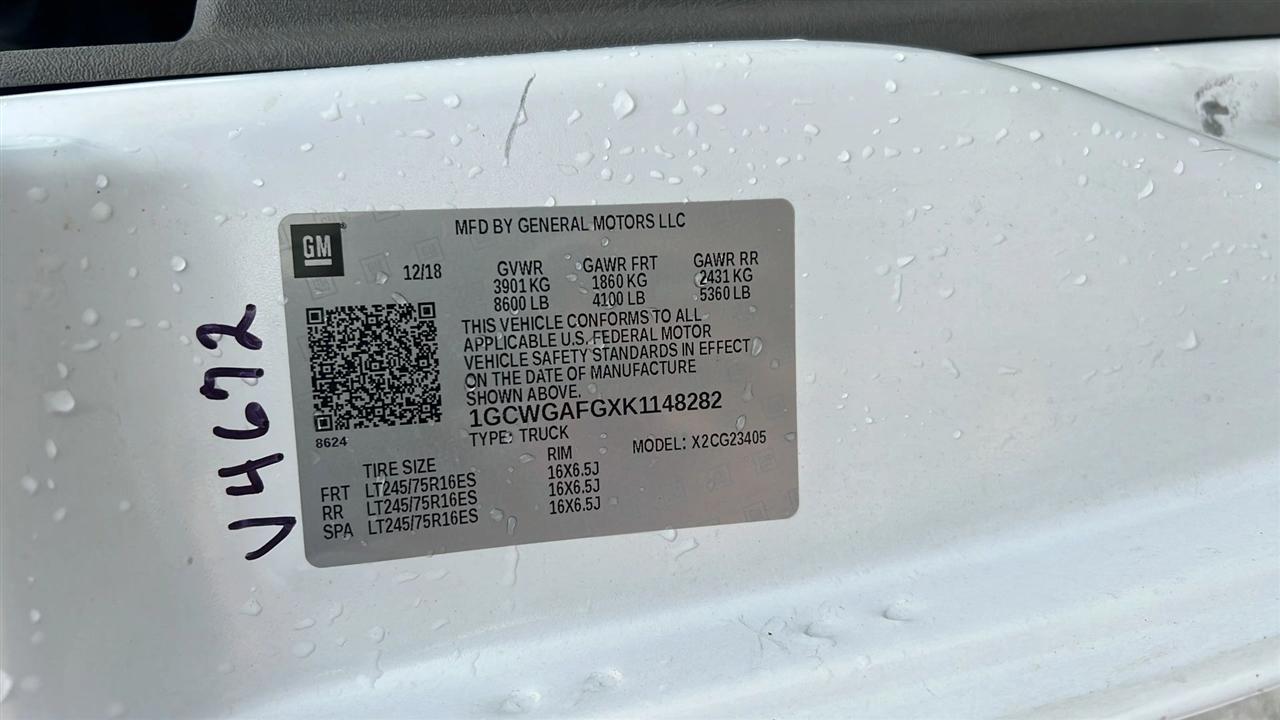 MFD BY GENERAL MOTORS LLC
GM®
12/18
GVWR GAWR FRT GAWR RR
3901 KG 1860 KG 2431 KG
8600 LB 4100 LB 5360 LB
THIS VEHICLE CONFORMS TO ALL
APPLICABLE U.S. FEDERAL MOTOR
VEHICLE SAFETY STANDARDS IN EFFECT
ON THE DATE OF MANUFACTURE
SHOWN ABOVE.
1GCWGAFGXK1148282
8624
TYPE: TRUCK MODEL: X2CG23405
TIRE SIZE RIM
FRT LT245/75R16ES 16X6.5J
RR LT245/75R16ES 16X6.5J
SPA LT245/75R16ES 16X6.5J
V4672